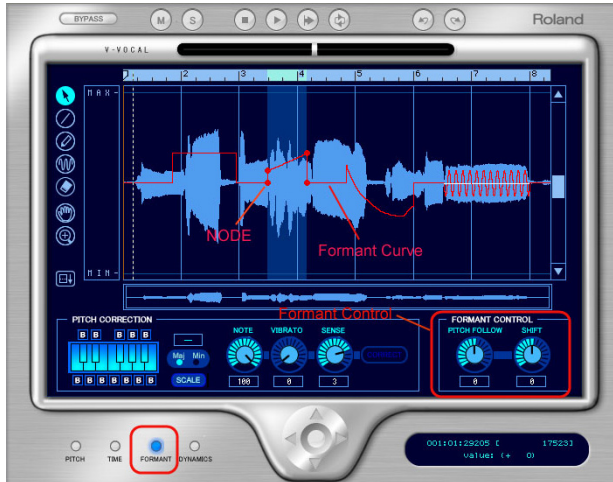 BYPASS
M S
Roland
V-VOCAL
1 2 3 4 5 6 7 8
MAX
NODE
Formant Curve
MIN
Formant Control
PITCH CORRECTION
B B B B B
B B B B B B B
Maj Min
SCALE
NOTE VIBRATO SENSE
100 0 3
CONNECT
FORMANT CONTROL
PITCH FOLLOW SHIFT
0 0
PITCH TIME FORMANT DYNAMICS
001:01:29205 [ 17523]
value: (+ 0)